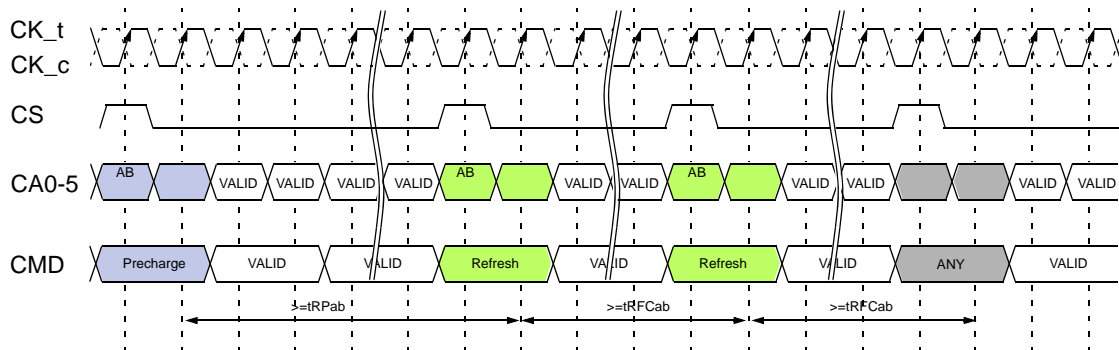 CK_t
CK_c
CS
CA0-5 AB VALID VALID VALID VALID AB VALID VALID AB VALID VALID VALID VALID
CMD Precharge VALID VALID Refresh VALID Refresh VALID ANY VALID
>=tRPab >=tRFCab >=tRFCab